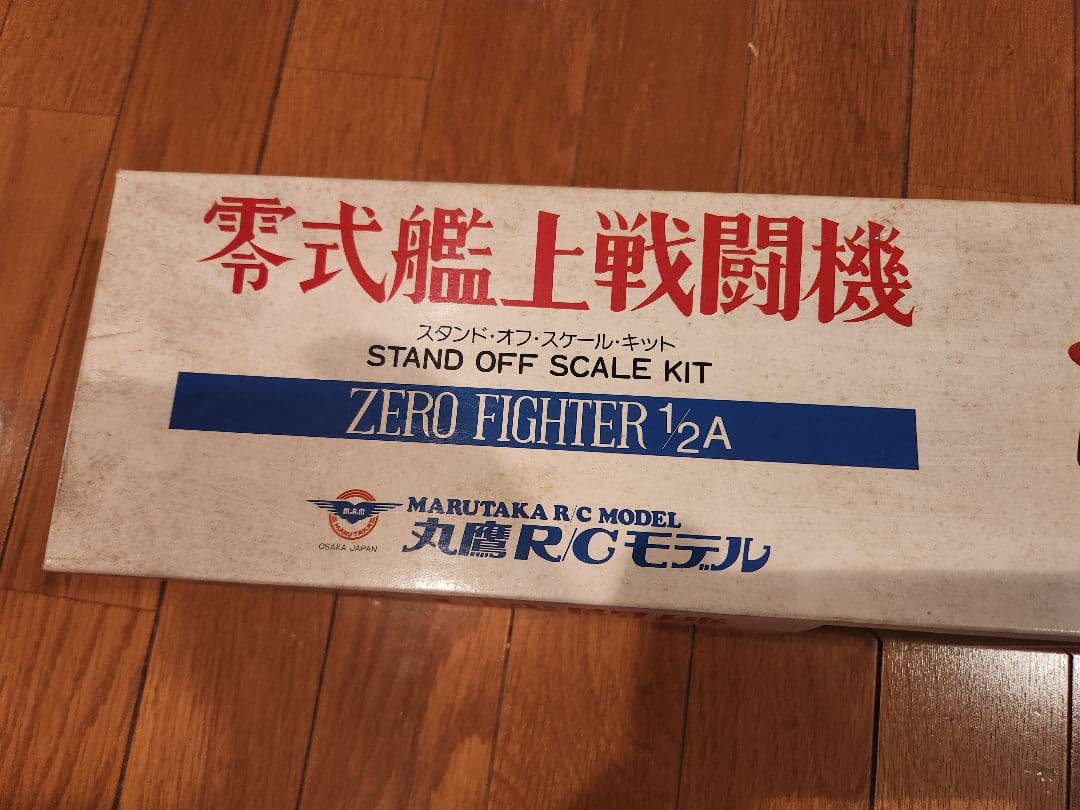 零式艦上戦闘機
スタンド・オフ・スケール・キット
STAND OFF SCALE KIT
ZERO FIGHTER 1/2A
M.R.M
MARUTAKA
OSAKA JAPAN
MARUTAKA R/C MODEL
丸鷹R/Cモデル